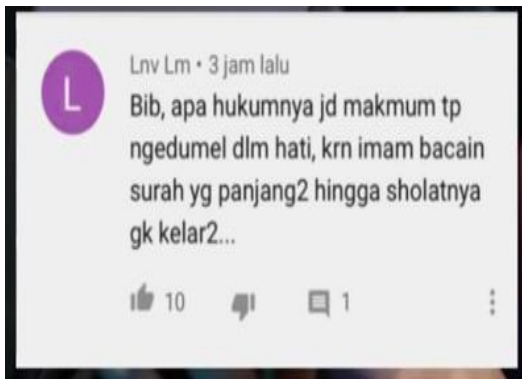 L
Lnv Lm • 3 jam lalu
Bib, apa hukumnya jd makmum tp
ngedumel dlm hati, krn imam bacain
surah yg panjang2 hingga sholatnya
gk kelar2...
10
1